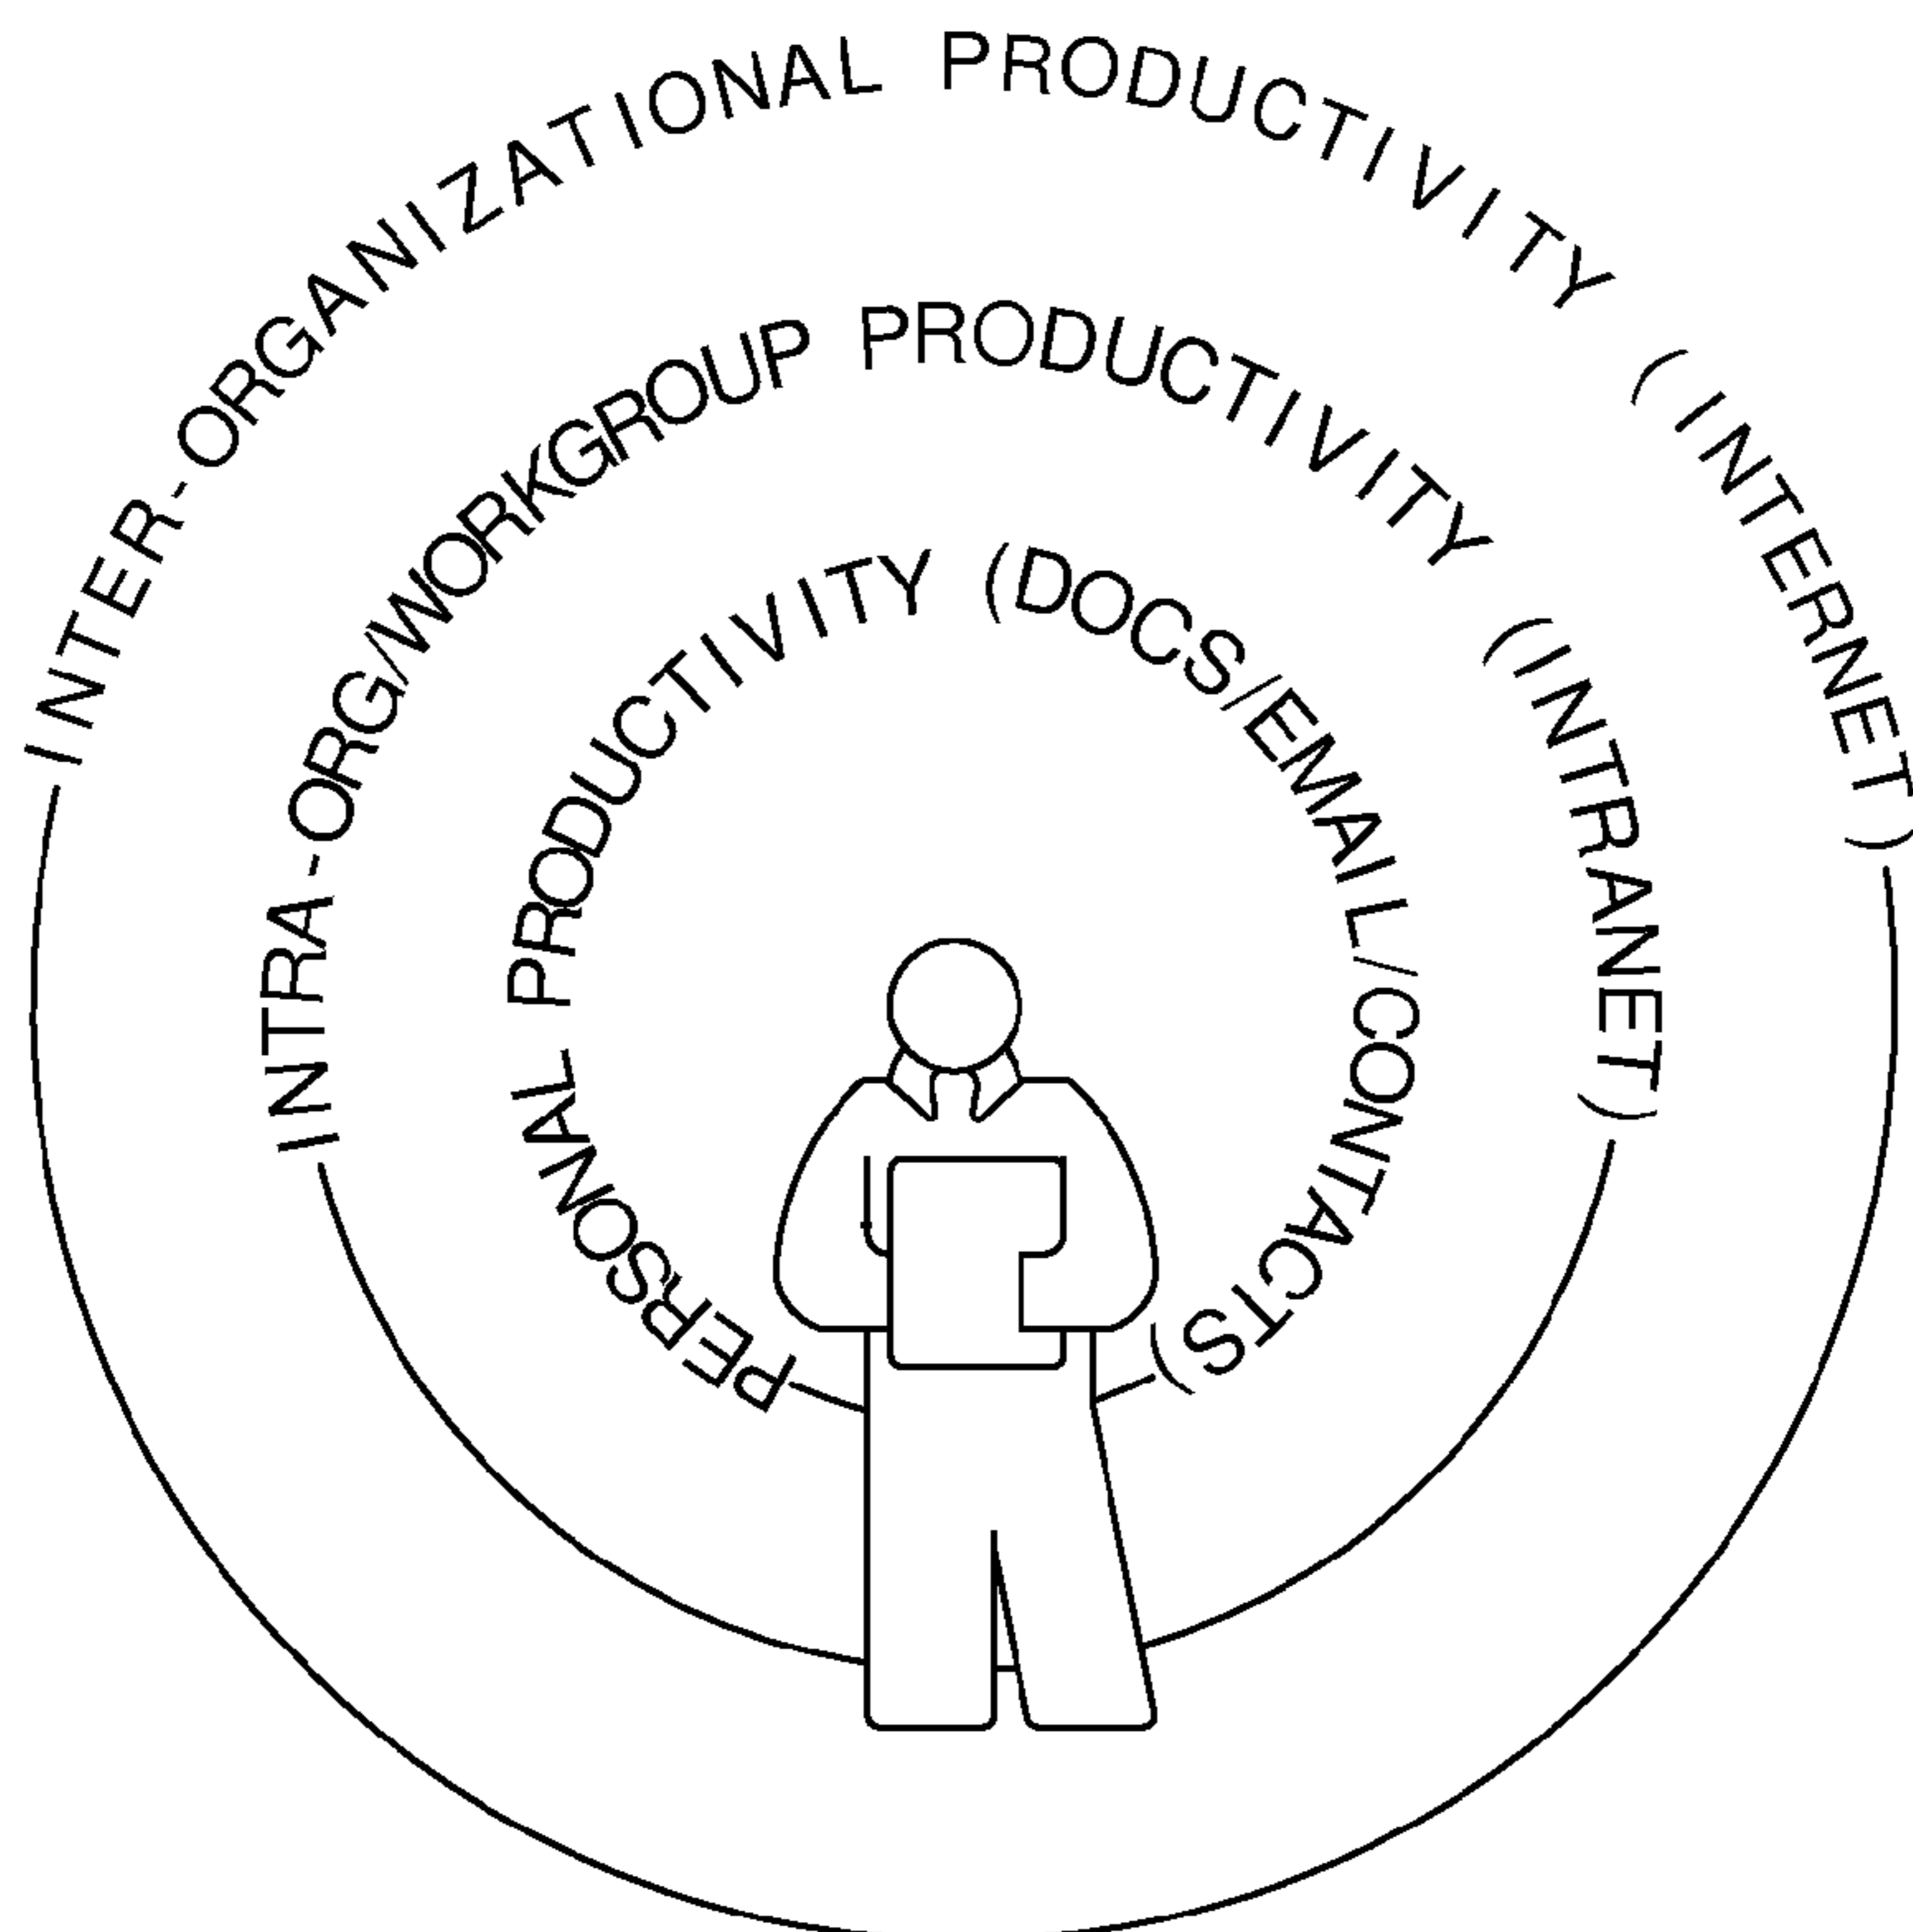 INTER-ORGANIZATIONAL PRODUCTIVITY (INTERNET)
INTRA-ORG/WORKGROUP PRODUCTIVITY (INTRANET)
PERSONAL PRODUCTIVITY (DOCS/EMAIL/CONTACTS)